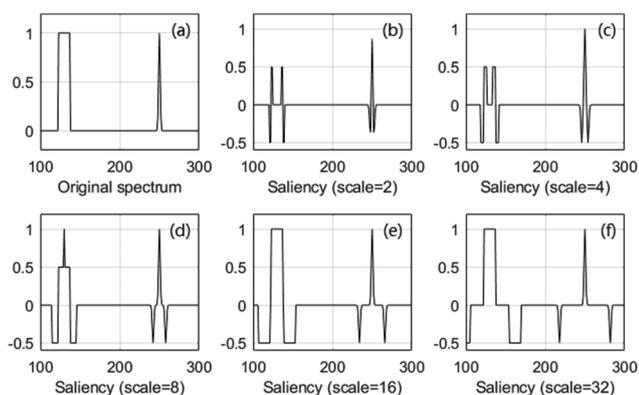 (a)
1
0.5
0
100 200 300
Original spectrum
(b)
1
0.5
0
-0.5
100 200 300
Saliency (scale=2)
(c)
1
0.5
0
-0.5
100 200 300
Saliency (scale=4)
(d)
1
0.5
0
-0.5
100 200 300
Saliency (scale=8)
(e)
1
0.5
0
-0.5
100 200 300
Saliency (scale=16)
(f)
1
0.5
0
-0.5
100 200 300
Saliency (scale=32)